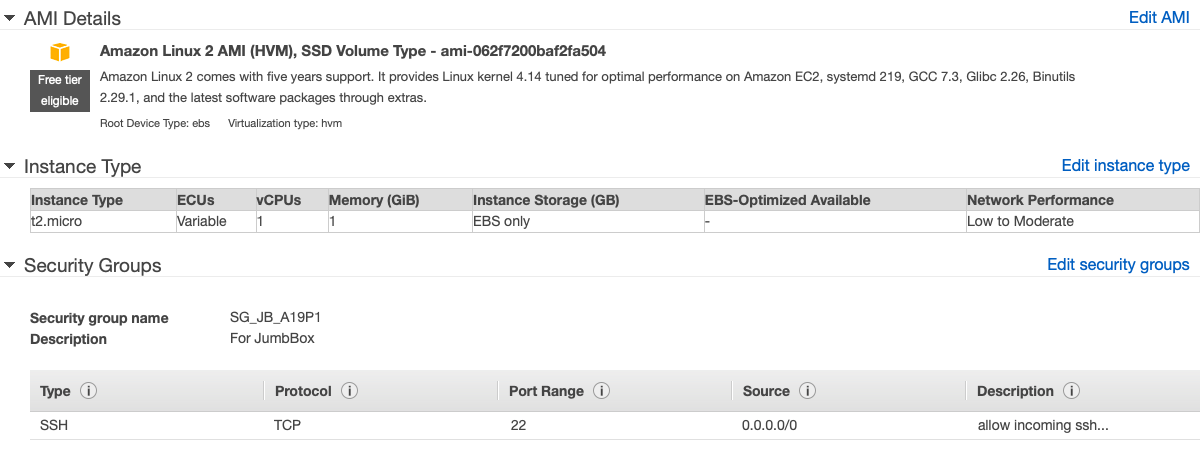 AMI Details
Edit AMI
Amazon Linux 2 AMI (HVM), SSD Volume Type - ami-062f7200baf2fa504
Free tier
eligible
Amazon Linux 2 comes with five years support. It provides Linux kernel 4.14 tuned for optimal performance on Amazon EC2, systemd 219, GCC 7.3, Glibc 2.26, Binutils
2.29.1, and the latest software packages through extras.
Root Device Type: ebs Virtualization type: hvm
Instance Type
Edit instance type
Instance Type ECUs vCPUs Memory (GiB) Instance Storage (GB) EBS-Optimized Available Network Performance
t2.micro Variable 1 1 EBS only - Low to Moderate
Security Groups
Edit security groups
Security group name SG_JB_A19P1
Description For JumbBox
Type i Protocol i Port Range i Source i Description i
SSH TCP 22 0.0.0.0/0 allow incoming ssh...